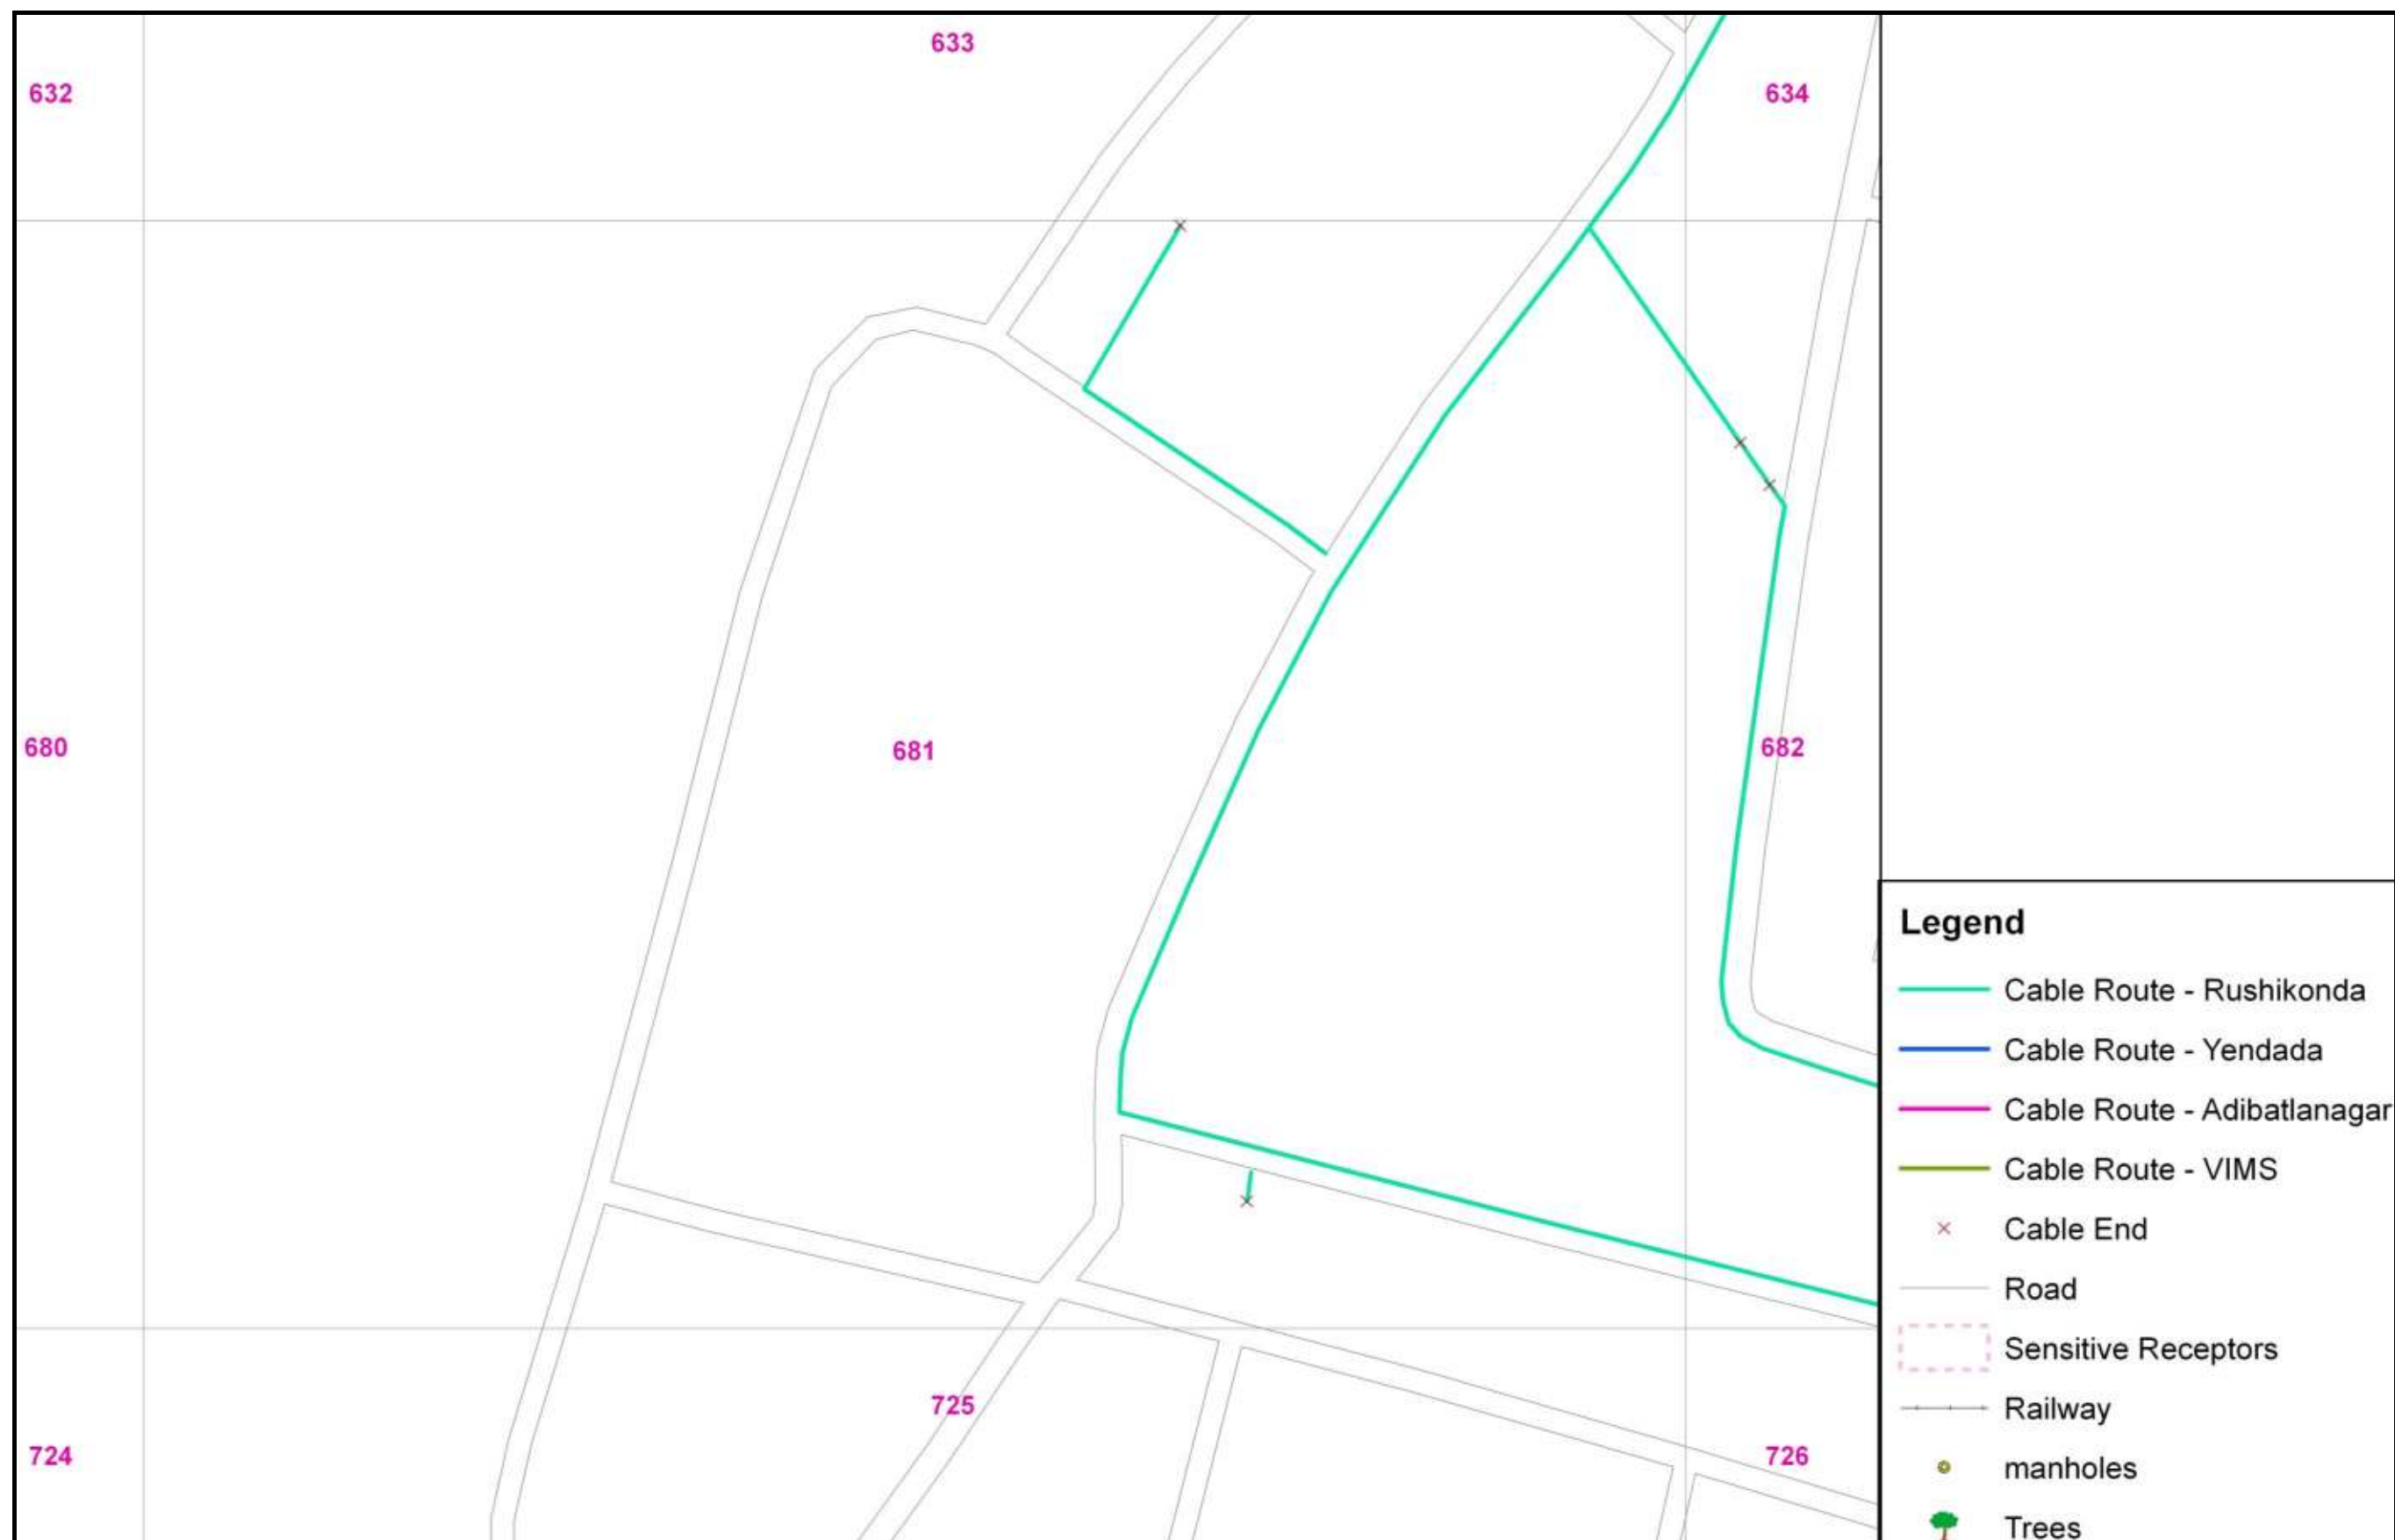 633
632
634
680
681
682
725
724
726
Legend
Cable Route - Rushikonda
Cable Route - Yendada
Cable Route - Adibatlanagar
Cable Route - VIMS
Cable End
Road
Sensitive Receptors
Railway
manholes
Trees